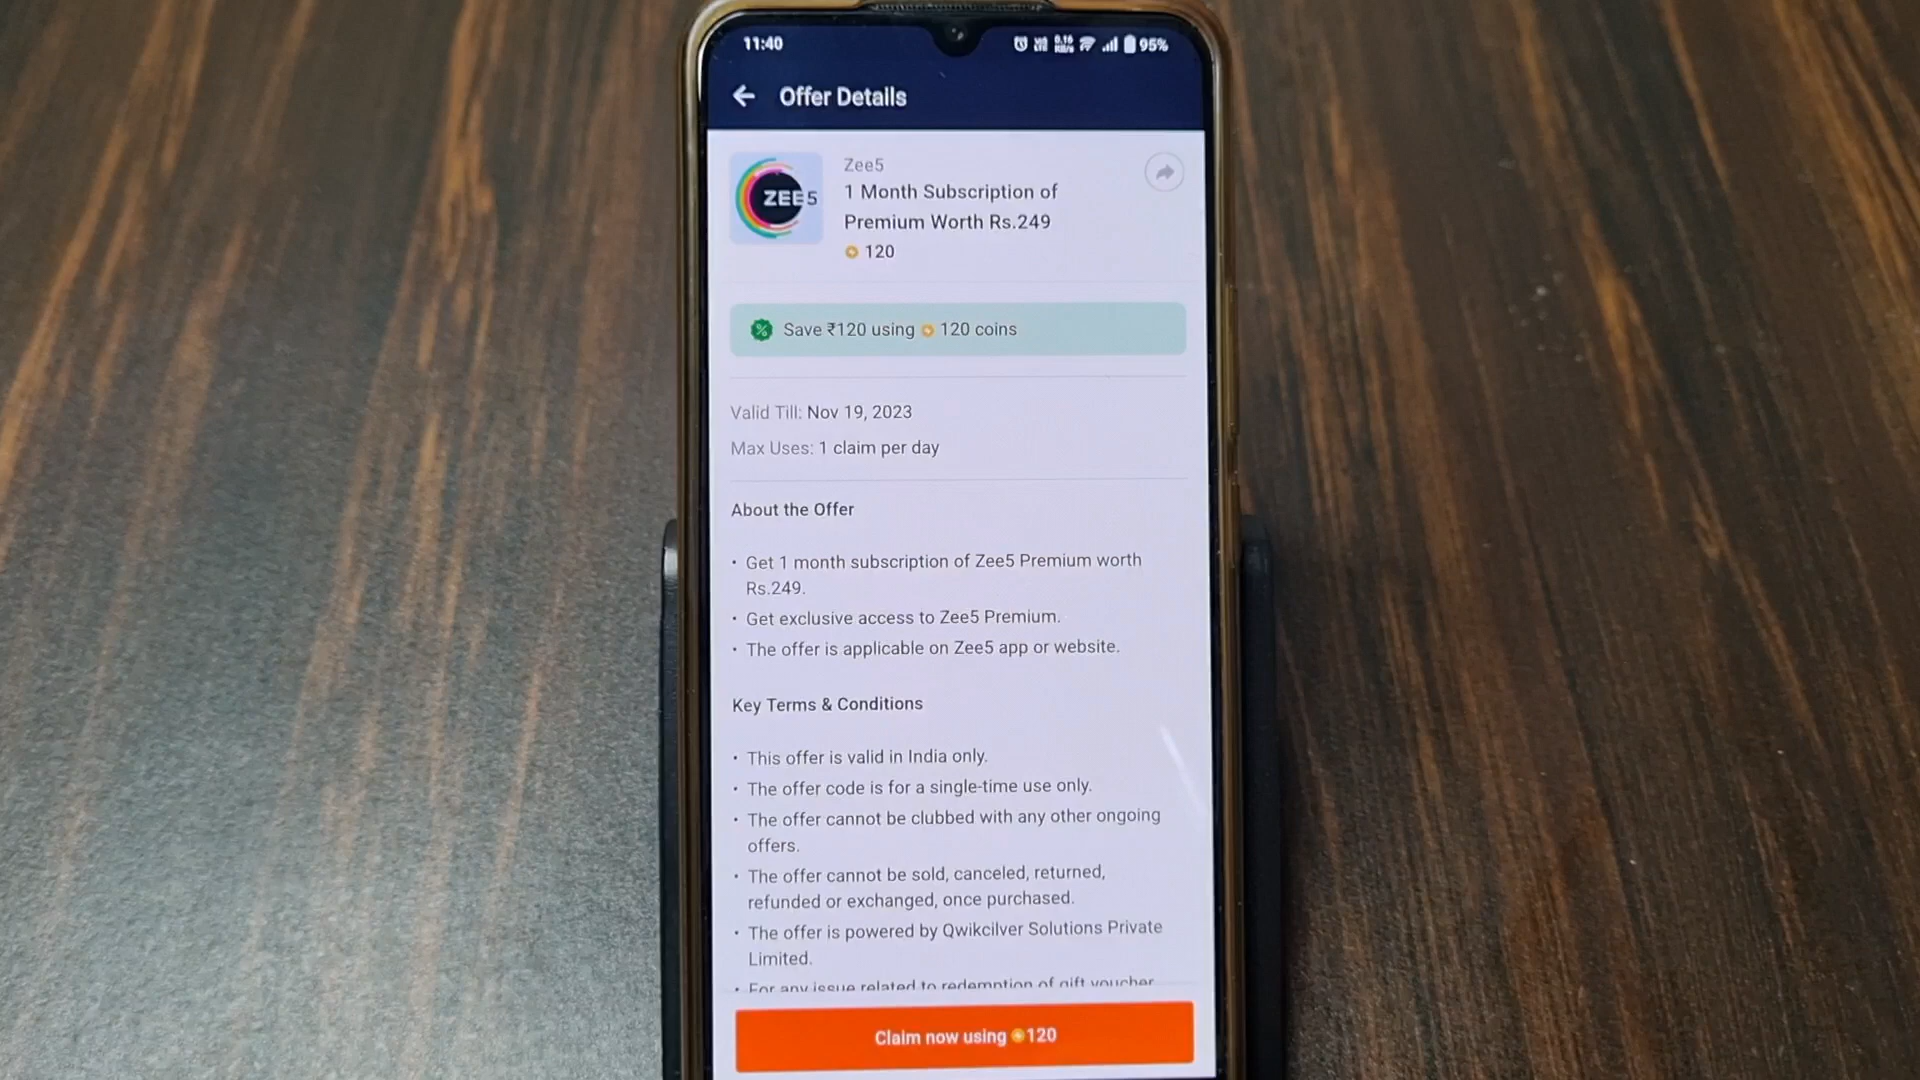 11:40
95%
Offer Details
ZEE5
Zee5
1 Month Subscription of
Premium Worth Rs.249
120
Save ₹120 using 120 coins
Valid Till: Nov 19, 2023
Max Uses: 1 claim per day
About the Offer
• Get 1 month subscription of Zee5 Premium worth
Rs.249.
• Get exclusive access to Zee5 Premium.
• The offer is applicable on Zee5 app or website.
Key Terms & Conditions
• This offer is valid in India only.
• The offer code is for a single-time use only.
• The offer cannot be clubbed with any other ongoing
offers.
• The offer cannot be sold, canceled, returned,
refunded or exchanged, once purchased.
• The offer is powered by Qwikcilver Solutions Private
Limited.
• For any issue related to redemption of gift voucher
Claim now using 120